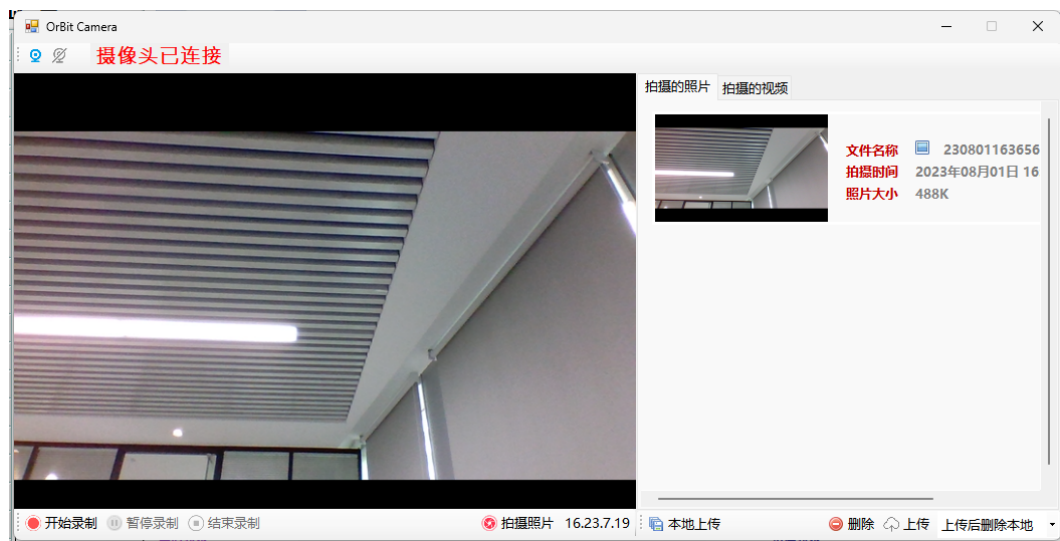 OrBit Camera
摄像头已连接
拍摄的照片 拍摄的视频
文件名称 230801163656
拍摄时间 2023年08月01日 16
照片大小 488K
开始录制 暂停录制 结束录制 拍摄照片 16.23.7.19 本地上传 删除 上传 上传后删除本地